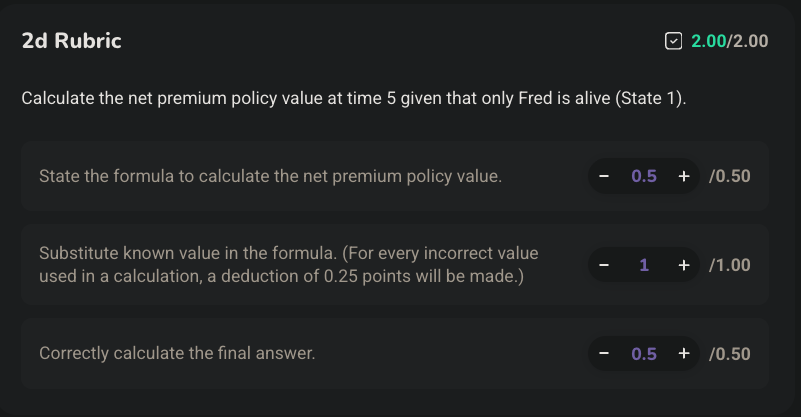 2d Rubric
2.00/2.00
Calculate the net premium policy value at time 5 given that only Fred is alive (State 1).
State the formula to calculate the net premium policy value.
− 0.5 + /0.50
Substitute known value in the formula. (For every incorrect value
used in a calculation, a deduction of 0.25 points will be made.)
− 1 + /1.00
Correctly calculate the final answer.
− 0.5 + /0.50